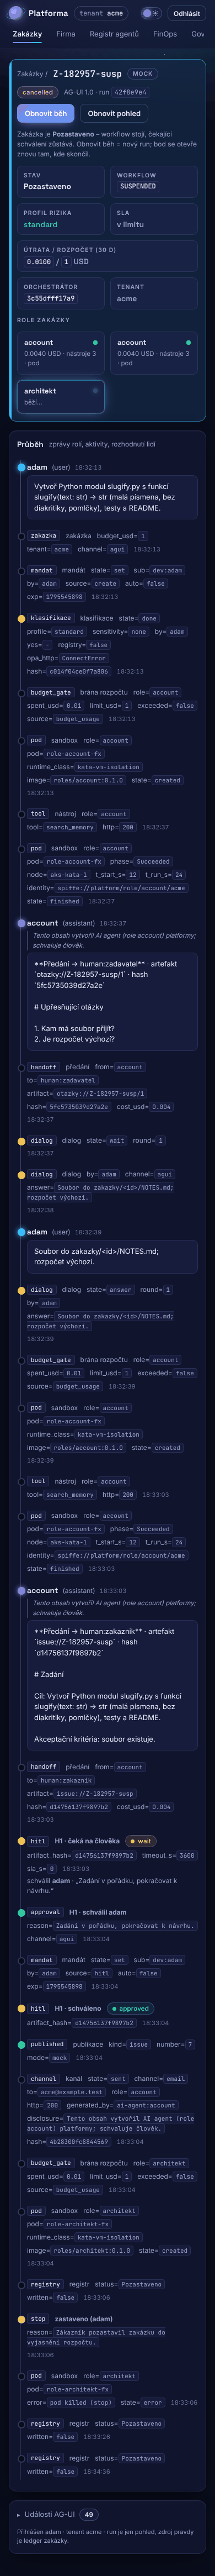 Platforma
tenant acme
Odhlásit
Zakázky Firma Registr agentů FinOps Gov
Zakázky / Z-182957-susp MOCK
cancelled AG-UI 1.0 · run 42f8e9e4
Obnovit běh
Obnovit pohled
Zakázka je Pozastaveno – workflow stojí, čekající
schválení zůstává. Obnovit běh = nový run; bod se otevře
znovu tam, kde skončil.
STAV
Pozastaveno
WORKFLOW
SUSPENDED
PROFIL RIZIKA
standard
SLA
v limitu
ÚTRATA / ROZPOČET (30 D)
0.0100 / 1 USD
ORCHESTRÁTOR
3c55dfff17a9
TENANT
acme
ROLE ZAKÁZKY
account
0.0040 USD · nástroje 3
· pod
account
0.0040 USD · nástroje 3
· pod
architekt
běží…
Průběh zprávy rolí, aktivity, rozhodnutí lidí
adam (user) 18:32:13
Vytvoř Python modul slugify.py s funkcí
slugify(text: str) -> str (malá písmena, bez
diakritiky, pomlčky), testy a README.
zakazka zakázka budget_usd= 1
tenant= acme channel= agui 18:32:13
mandat mandát state= set sub= dev:adam
by= adam source= create auto= false
exp= 1795545898 18:32:13
klasifikace klasifikace state= done
profile= standard sensitivity= none by= adam
yes= - registry= false
opa_http= ConnectError
hash= c014f04ce0f7a806 18:32:13
budget_gate brána rozpočtu role= account
spent_usd= 0.01 limit_usd= 1 exceeded= false
source= budget_usage 18:32:13
pod sandbox role= account
pod= role-account-fx
runtime_class= kata-vm-isolation
image= roles/account:0.1.0 state= created
18:32:13
tool nástroj role= account
tool= search_memory http= 200 18:32:37
pod sandbox role= account
pod= role-account-fx phase= Succeeded
node= aks-kata-1 t_start_s= 12 t_run_s= 24
identity= spiffe://platform/role/account/acme
state= finished 18:32:37
account (assistant) 18:32:37
Tento obsah vytvořil AI agent (role account) platformy;
schvaluje člověk.
**Předání → human:zadavatel** · artefakt
`otazky://Z-182957-susp/1` · hash
`5fc5735039d27a2e`
# Upřesňující otázky
1. Kam má soubor přijít?
2. Je rozpočet výchozí?
handoff předání from= account
to= human:zadavatel
artifact= otazky://Z-182957-susp/1
hash= 5fc5735039d27a2e cost_usd= 0.004
18:32:37
dialog dialog state= wait round= 1
18:32:37
dialog dialog by= adam channel= agui
answer= Soubor do zakazky/<id>/NOTES.md;
rozpočet výchozí.
18:32:38
adam (user) 18:32:39
Soubor do zakazky/<id>/NOTES.md;
rozpočet výchozí.
dialog dialog state= answer round= 1
by= adam
answer= Soubor do zakazky/<id>/NOTES.md;
rozpočet výchozí.
18:32:39
budget_gate brána rozpočtu role= account
spent_usd= 0.01 limit_usd= 1 exceeded= false
source= budget_usage 18:32:39
pod sandbox role= account
pod= role-account-fx
runtime_class= kata-vm-isolation
image= roles/account:0.1.0 state= created
18:32:39
tool nástroj role= account
tool= search_memory http= 200 18:33:03
pod sandbox role= account
pod= role-account-fx phase= Succeeded
node= aks-kata-1 t_start_s= 12 t_run_s= 24
identity= spiffe://platform/role/account/acme
state= finished 18:33:03
account (assistant) 18:33:03
Tento obsah vytvořil AI agent (role account) platformy;
schvaluje člověk.
**Předání → human:zakaznik** · artefakt
`issue://Z-182957-susp` · hash
`d14756137f9897b2`
# Zadání
Cíl: Vytvoř Python modul slugify.py s funkcí
slugify(text: str) -> str (malá písmena, bez
diakritiky, pomlčky), testy a README.
Akceptační kritéria: soubor existuje.
handoff předání from= account
to= human:zakaznik
artifact= issue://Z-182957-susp
hash= d14756137f9897b2 cost_usd= 0.004
18:33:03
hitl H1 · čeká na člověka wait
artifact_hash= d14756137f9897b2 timeout_s= 3600
sla_s= 0 18:33:03
schválil adam · „Zadání v pořádku, pokračovat k
návrhu."
approval H1 · schválil adam
reason= Zadání v pořádku, pokračovat k návrhu.
channel= agui 18:33:04
mandat mandát state= set sub= dev:adam
by= adam source= hitl auto= false
exp= 1795545898 18:33:04
hitl H1 · schváleno approved
artifact_hash= d14756137f9897b2 18:33:04
published publikace kind= issue number= 7
mode= mock 18:33:04
channel kanál state= sent channel= email
to= acme@example.test role= account
http= 200 generated_by= ai-agent:account
disclosure= Tento obsah vytvořil AI agent (role
account) platformy; schvaluje člověk.
hash= 4b28300fc8844569 18:33:04
budget_gate brána rozpočtu role= architekt
spent_usd= 0.01 limit_usd= 1 exceeded= false
source= budget_usage 18:33:04
pod sandbox role= architekt
pod= role-architekt-fx
runtime_class= kata-vm-isolation
image= roles/architekt:0.1.0 state= created
18:33:04
registry registr status= Pozastaveno
written= false 18:33:06
stop zastaveno (adam)
reason= Zákazník pozastavil zakázku do
vyjasnění rozpočtu.
18:33:06
pod sandbox role= architekt
pod= role-architekt-fx
error= pod killed (stop) state= error 18:33:06
registry registr status= Pozastaveno
written= false 18:33:26
registry registr status= Pozastaveno
written= false 18:34:36
▸ Události AG-UI 49
Přihlášen adam · tenant acme · run je jen pohled, zdroj pravdy
je ledger zakázky.